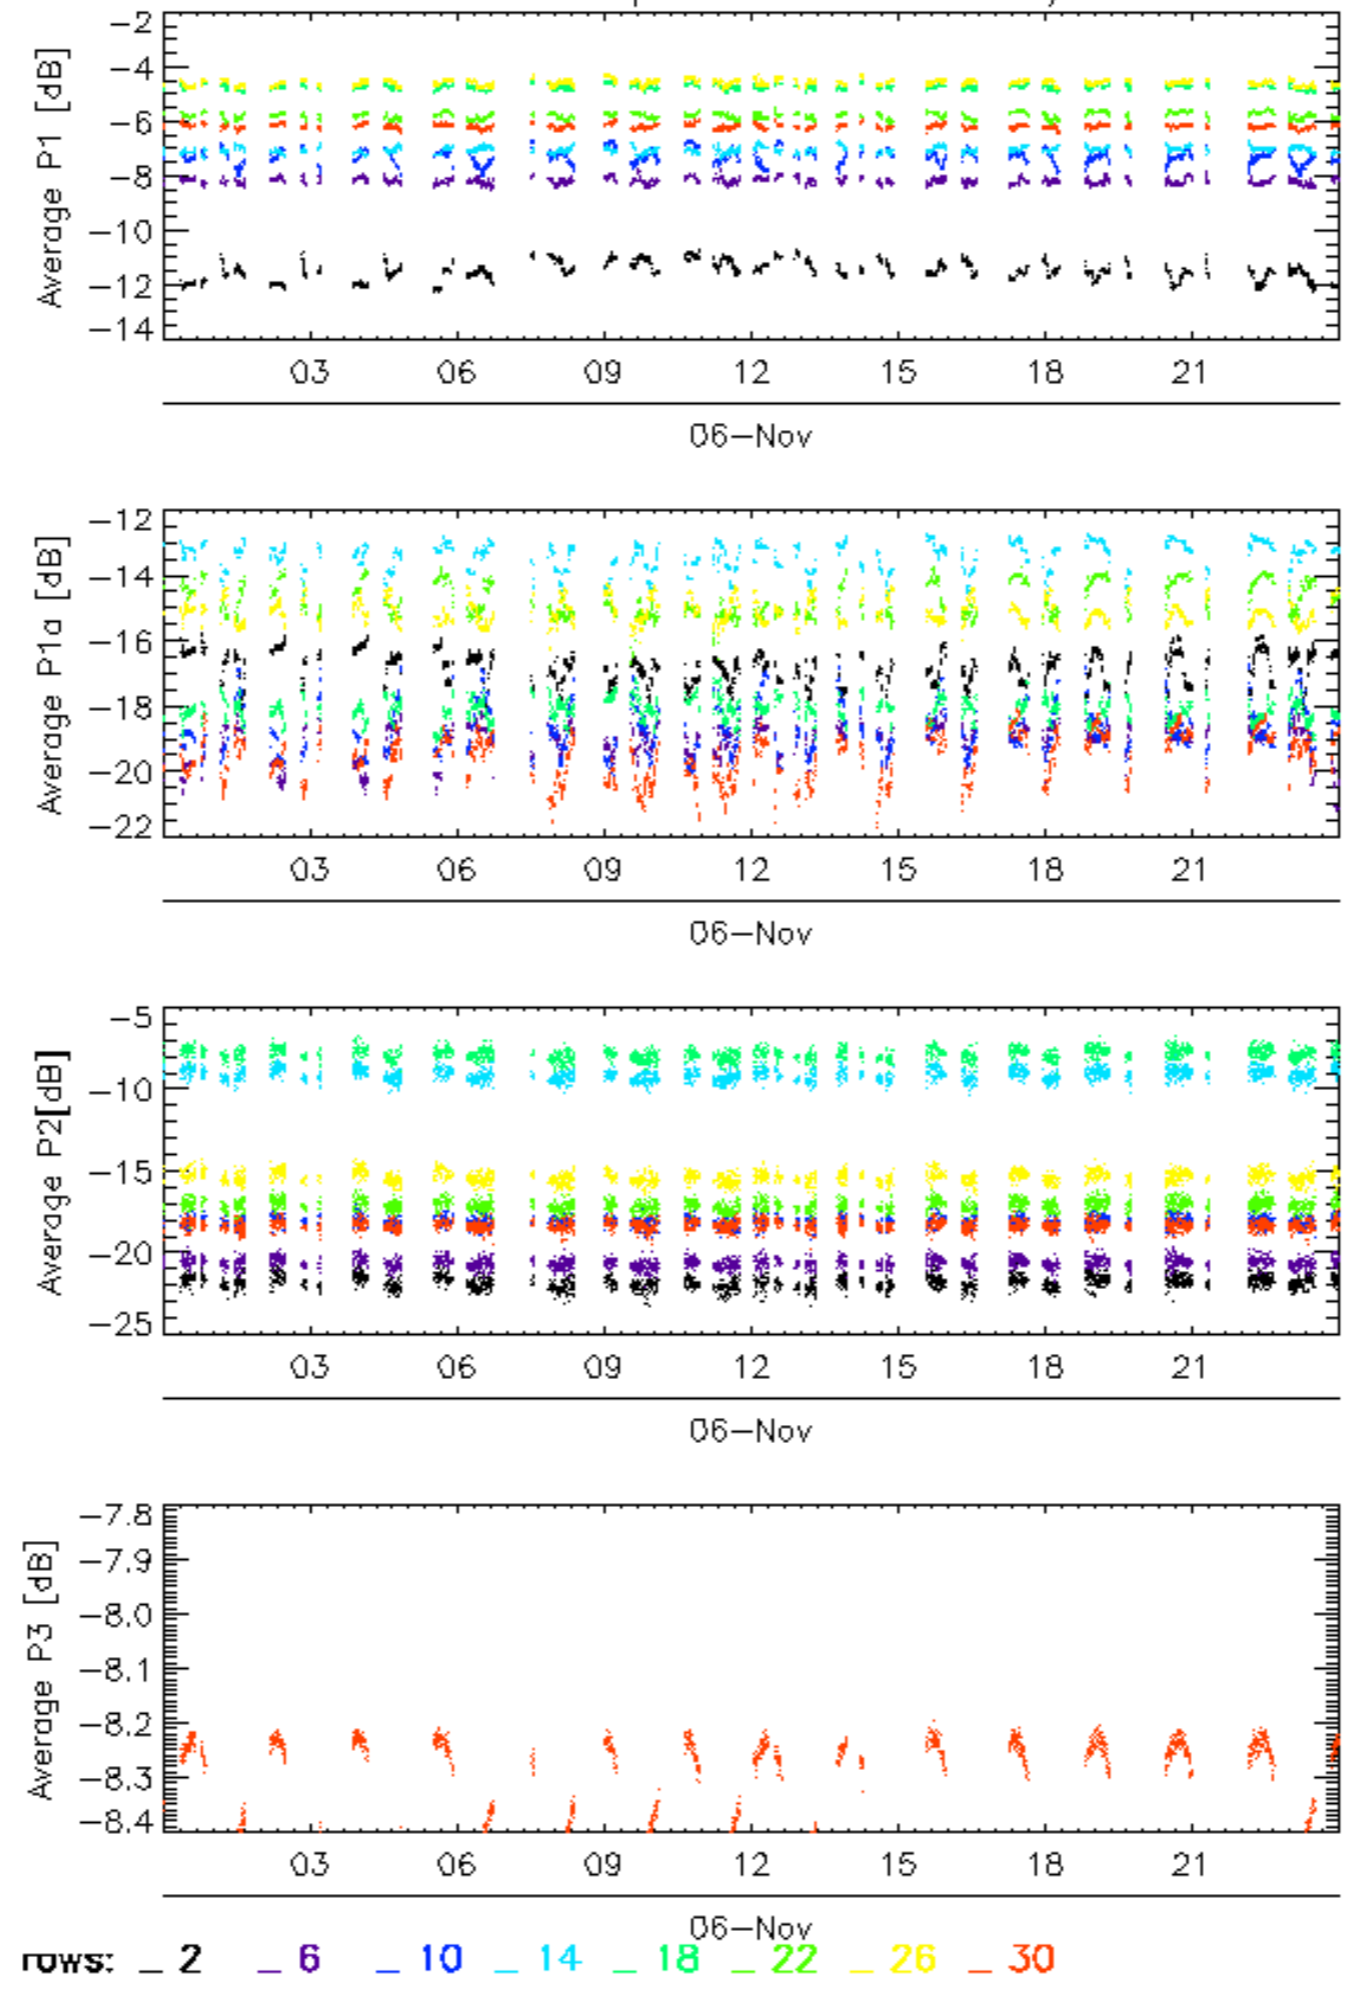 Average P1 [dB]
−2
−4
−6
−8
−10
−12
−14
03 06 09 12 15 18 21
06−Nov
Average P1a [dB]
−12
−14
−16
−18
−20
−22
03 06 09 12 15 18 21
06−Nov
Average P2[dB]
−5
−10
−15
−20
−25
03 06 09 12 15 18 21
06−Nov
Average P3 [dB]
−7.8
−7.9
−8.0
−8.1
−8.2
−8.3
−8.4
03 06 09 12 15 18 21
06−Nov
rows: _ 2 _ 6 _ 10 _ 14 _ 18 _ 22 _ 26 _ 30